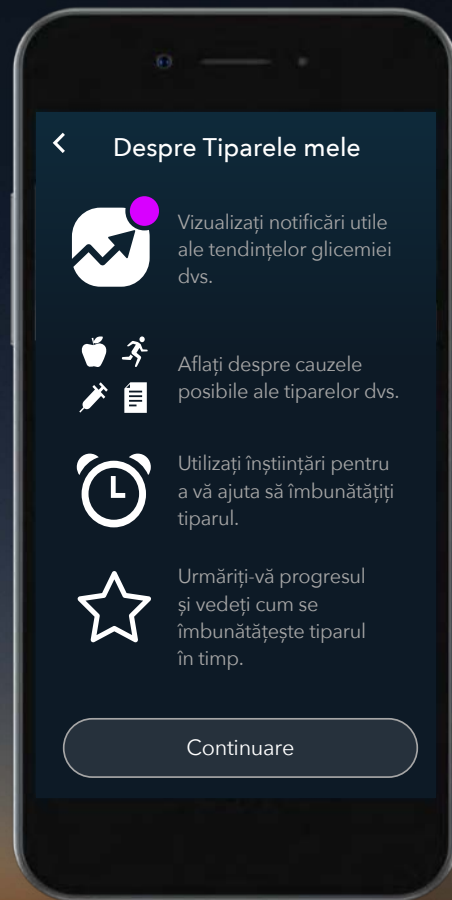 Despre Tiparele mele
Vizualizați notificări utile
ale tendințelor glicemiei
dvs.
Aflați despre cauzele
posibile ale tiparelor dvs.
Utilizați înștiințări pentru
a vă ajuta să îmbunătățiți
tiparul.
Urmăriți-vă progresul
și vedeți cum se
îmbunătățește tiparul
în timp.
Continuare